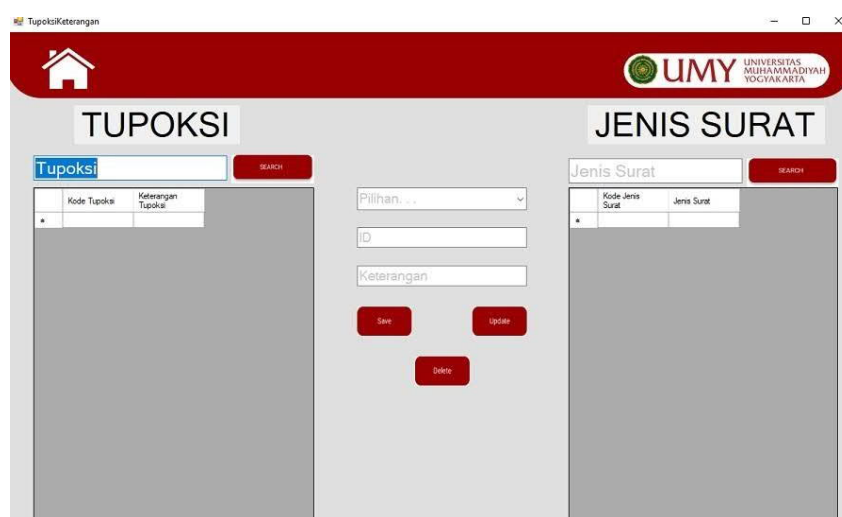 TupoksiKeterangan
UMY
UNIVERSITAS
MUHAMMADIYAH
YOGYAKARTA
TUPOKSI
JENIS SURAT
Tupoksi
SEARCH
Jenis Surat
SEARCH
Kode Tupoksi
Keterangan
Tupoksi
Pilihan. . .
ID
Keterangan
Save
Update
Delete
Kode Jenis
Surat
Jenis Surat